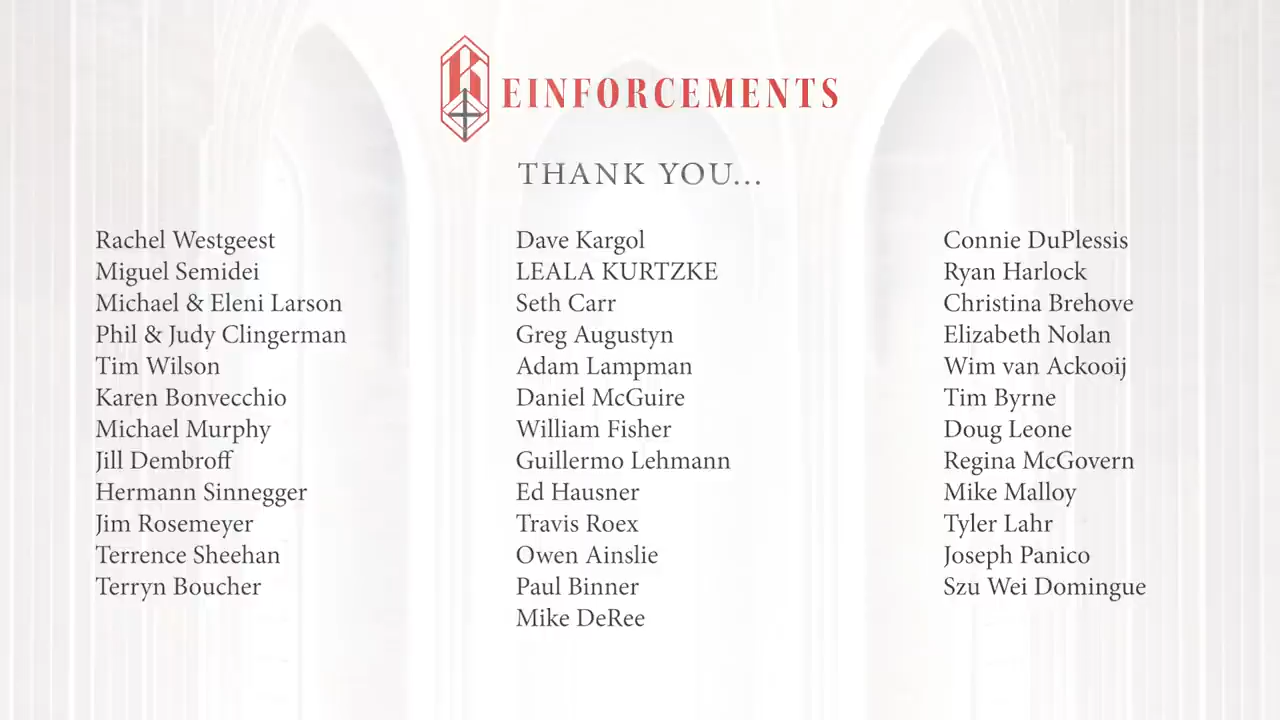 REINFORCEMENTS
THANK YOU...
Rachel Westgeest
Miguel Semidei
Michael & Eleni Larson
Phil & Judy Clingerman
Tim Wilson
Karen Bonvecchio
Michael Murphy
Jill Dembroff
Hermann Sinnegger
Jim Rosemeyer
Terrence Sheehan
Terryn Boucher
Dave Kargol
LEALA KURTZKE
Seth Carr
Greg Augustyn
Adam Lampman
Daniel McGuire
William Fisher
Guillermo Lehmann
Ed Hausner
Travis Roex
Owen Ainslie
Paul Binner
Mike DeRee
Connie DuPlessis
Ryan Harlock
Christina Brehove
Elizabeth Nolan
Wim van Ackooij
Tim Byrne
Doug Leone
Regina McGovern
Mike Malloy
Tyler Lahr
Joseph Panico
Szu Wei Domingue